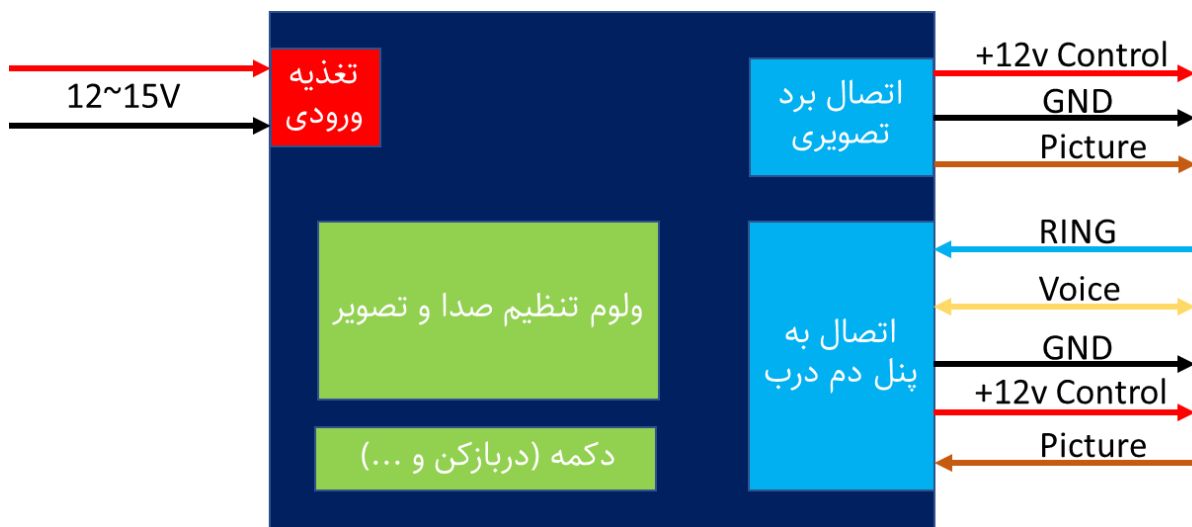 تغذیه
ورودی
12~15V
اتصال برد
تصویری
+12v Control
GND
Picture
ولوم تنظیم صدا و تصویر
دکمه (دربازکن و ...)
اتصال به
پنل دم درب
RING
Voice
GND
+12v Control
Picture